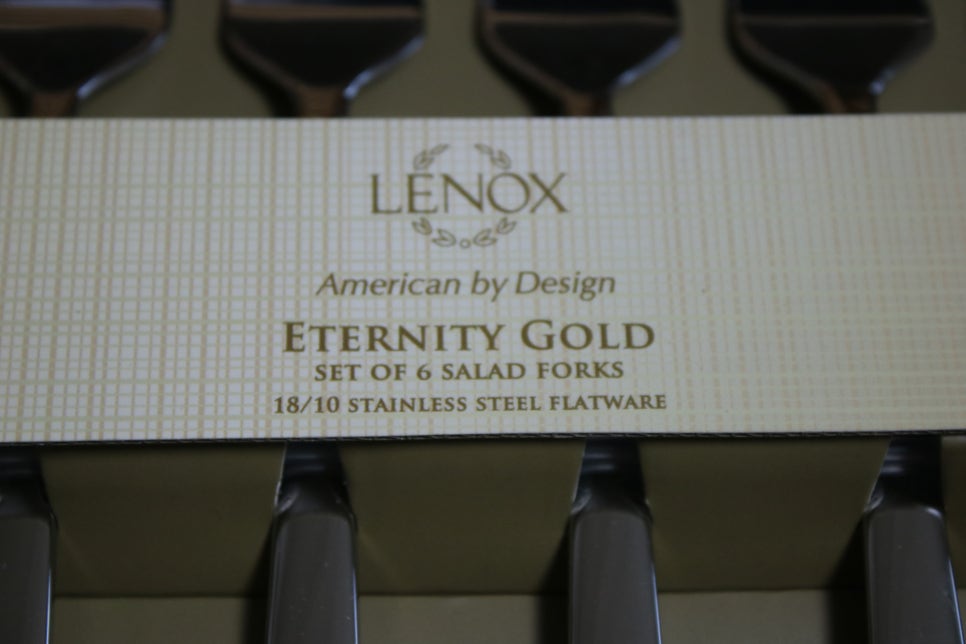 LENOX
American by Design
ETERNITY GOLD
SET OF 6 SALAD FORKS
18/10 STAINLESS STEEL FLATWARE